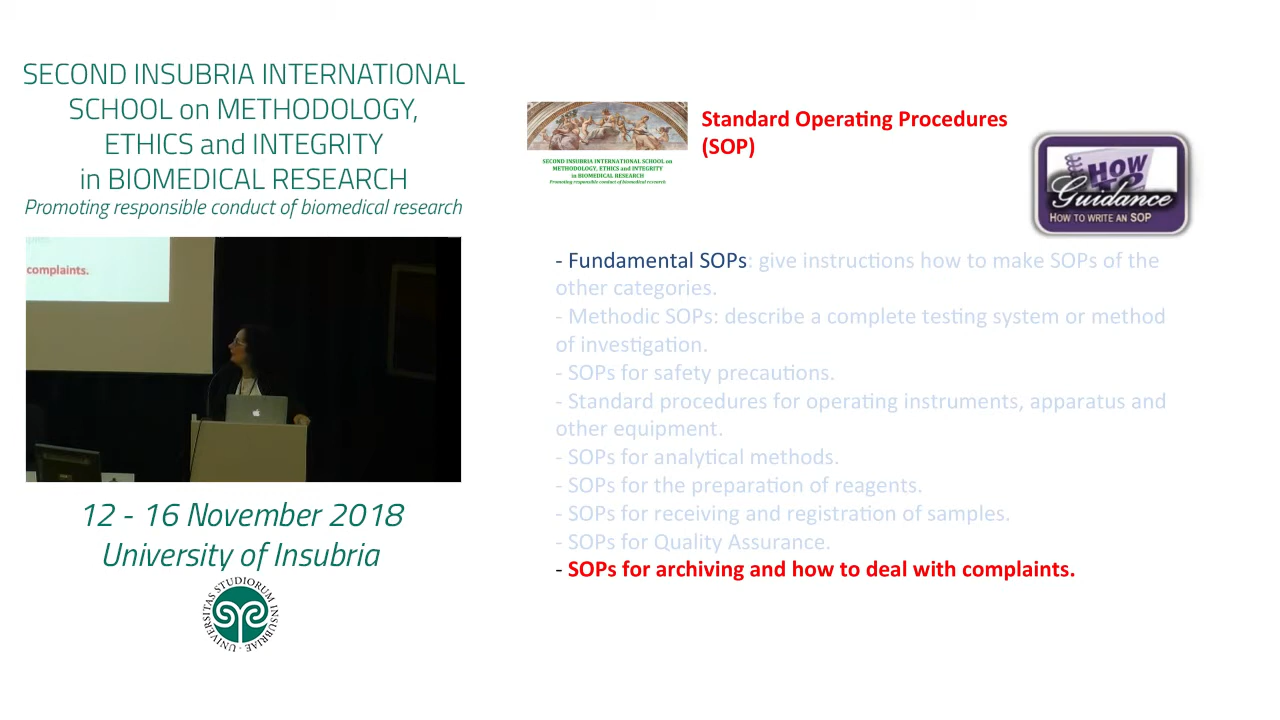 SECOND INSUBRIA INTERNATIONAL
SCHOOL on METHODOLOGY,
ETHICS and INTEGRITY
in BIOMEDICAL RESEARCH
Promoting responsible conduct of biomedical research
complaints.
12 - 16 November 2018
University of Insubria
UNIVERSITAS STUDIORUM INSUBRIAE
SECOND INSUBRIA INTERNATIONAL SCHOOL on
METHODOLOGY, ETHICS and INTEGRITY
in BIOMEDICAL RESEARCH
Promoting responsible conduct of biomedical research
Standard Operating Procedures
(SOP)
HOW
Guidance
HOW TO WRITE AN SOP
- Fundamental SOPs: give instructions how to make SOPs of the
other categories.
- Methodic SOPs: describe a complete testing system or method
of investigation.
- SOPs for safety precautions.
- Standard procedures for operating instruments, apparatus and
other equipment.
- SOPs for analytical methods.
- SOPs for the preparation of reagents.
- SOPs for receiving and registration of samples.
- SOPs for Quality Assurance.
- SOPs for archiving and how to deal with complaints.